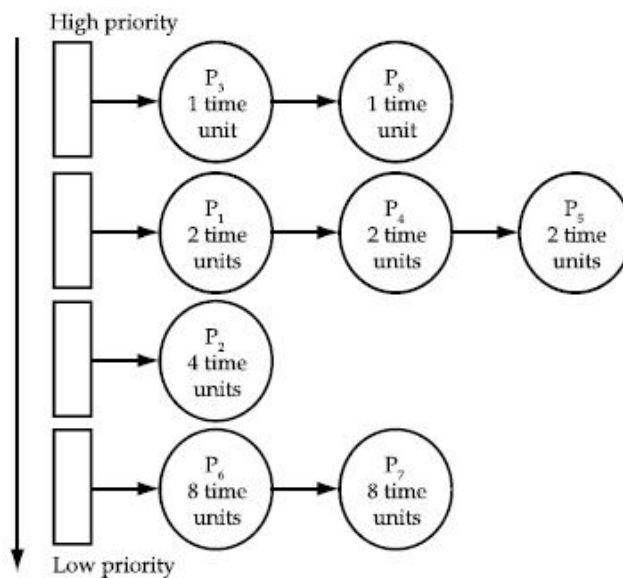 High priority
P₃
1 time
unit
P₈
1 time
unit
P₁
2 time
units
P₄
2 time
units
P₅
2 time
units
P₂
4 time
units
P₆
8 time
units
P₇
8 time
units
Low priority